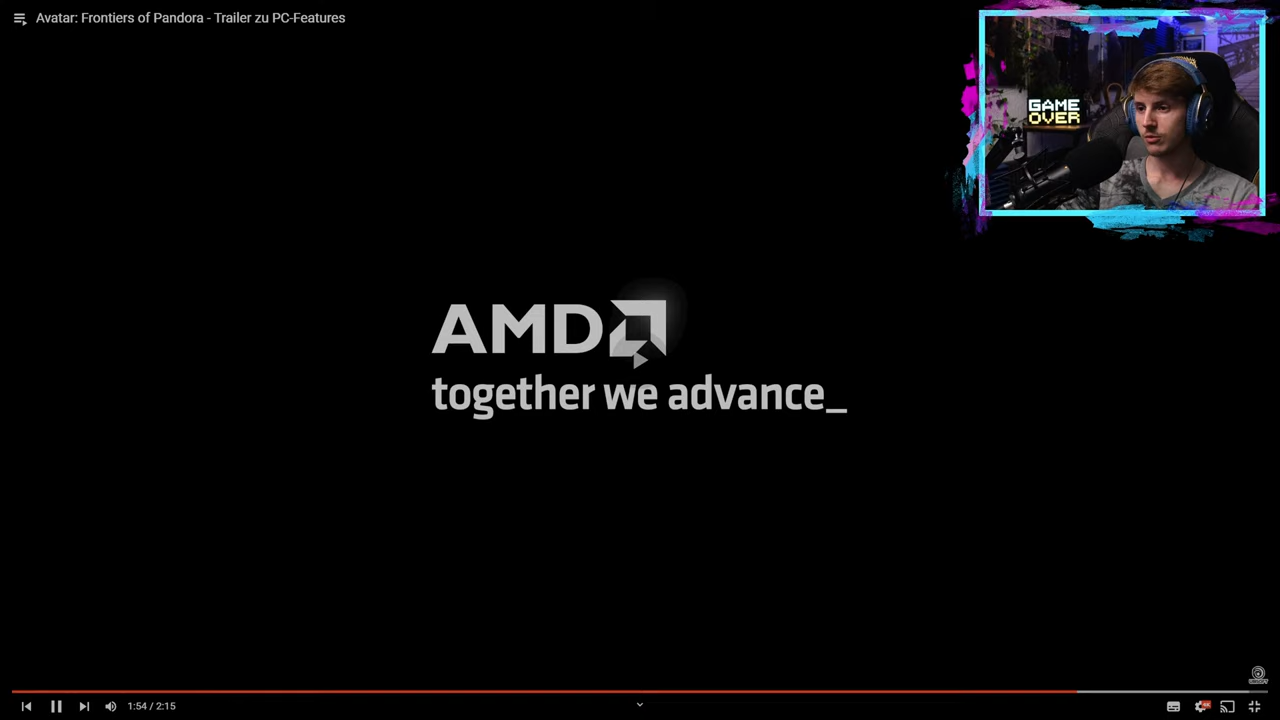 Avatar: Frontiers of Pandora - Trailer zu PC-Features
GAME
OVER
AMD
together we advance_
1:54 / 2:15